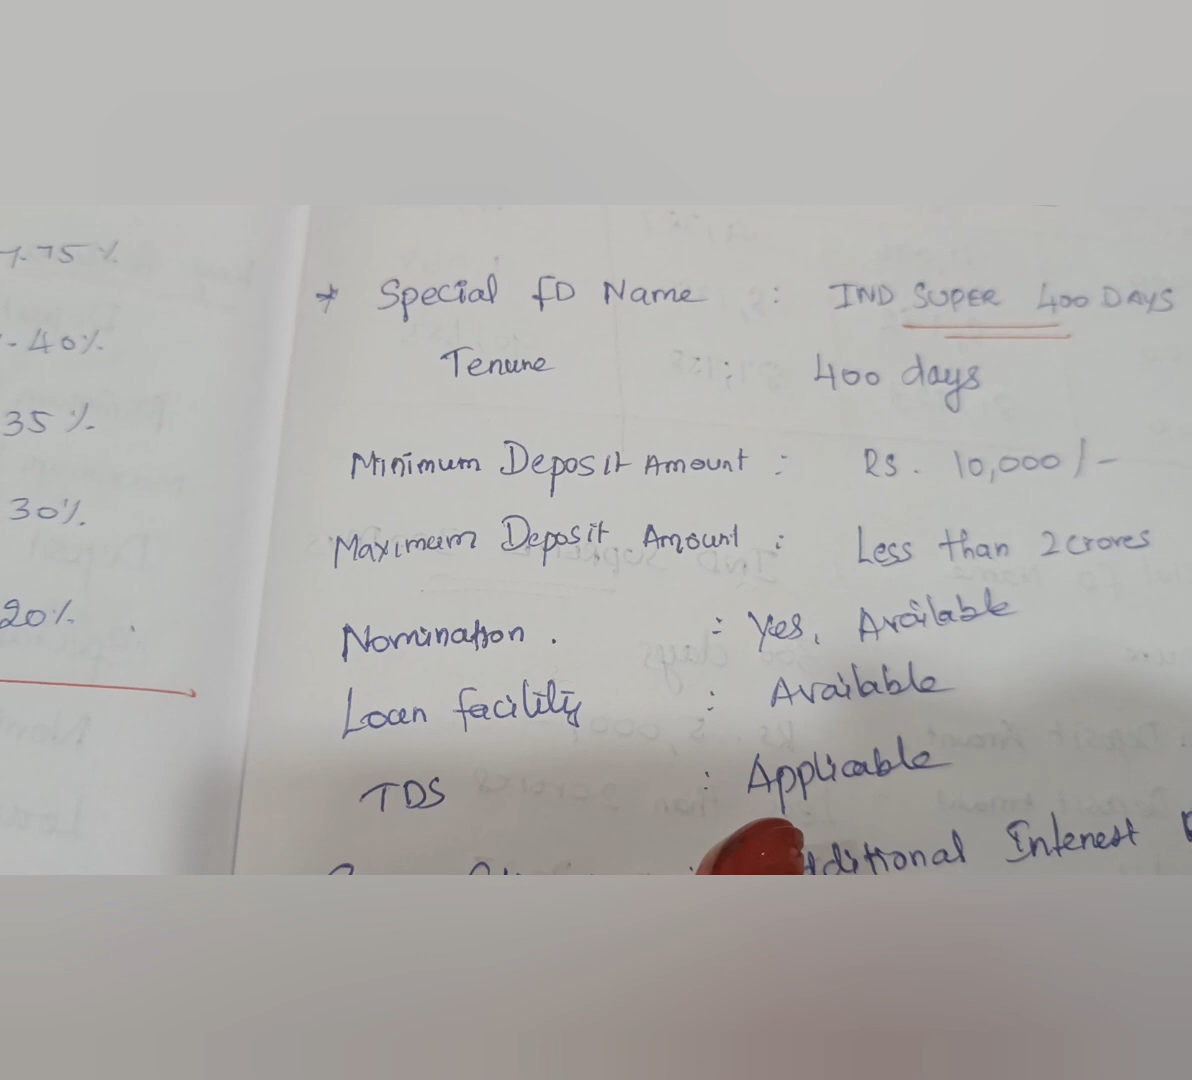 7.75%
.40%
35%
30%
20%
* Special FD Name : IND SUPER 400 DAYS
Tenure : 400 days
Minimum Deposit Amount : Rs. 10,000/-
Maximum Deposit Amount : Less than 2 crores
Nomination. : Yes, Available
Loan facility : Available
TDS : Applicable
Additional Interest